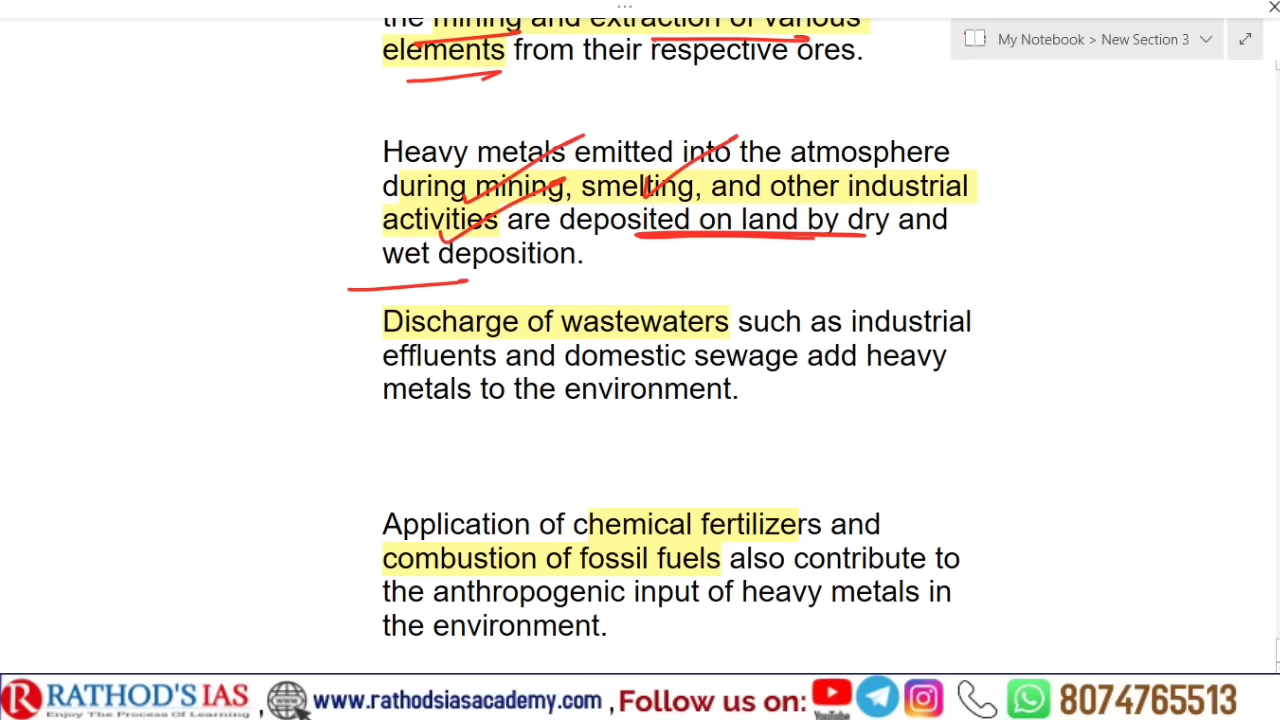 ...
the mining and extraction of various
elements from their respective ores.
My Notebook > New Section 3
Heavy metals emitted into the atmosphere
during mining, smelting, and other industrial
activities are deposited on land by dry and
wet deposition.
Discharge of wastewaters such as industrial
effluents and domestic sewage add heavy
metals to the environment.
Application of chemical fertilizers and
combustion of fossil fuels also contribute to
the anthropogenic input of heavy metals in
the environment.
R RATHOD'S IAS
Enjoy The Process Of Learning
, www.rathodsiasacademy.com ,Follow us on: 8074765513
YouTube